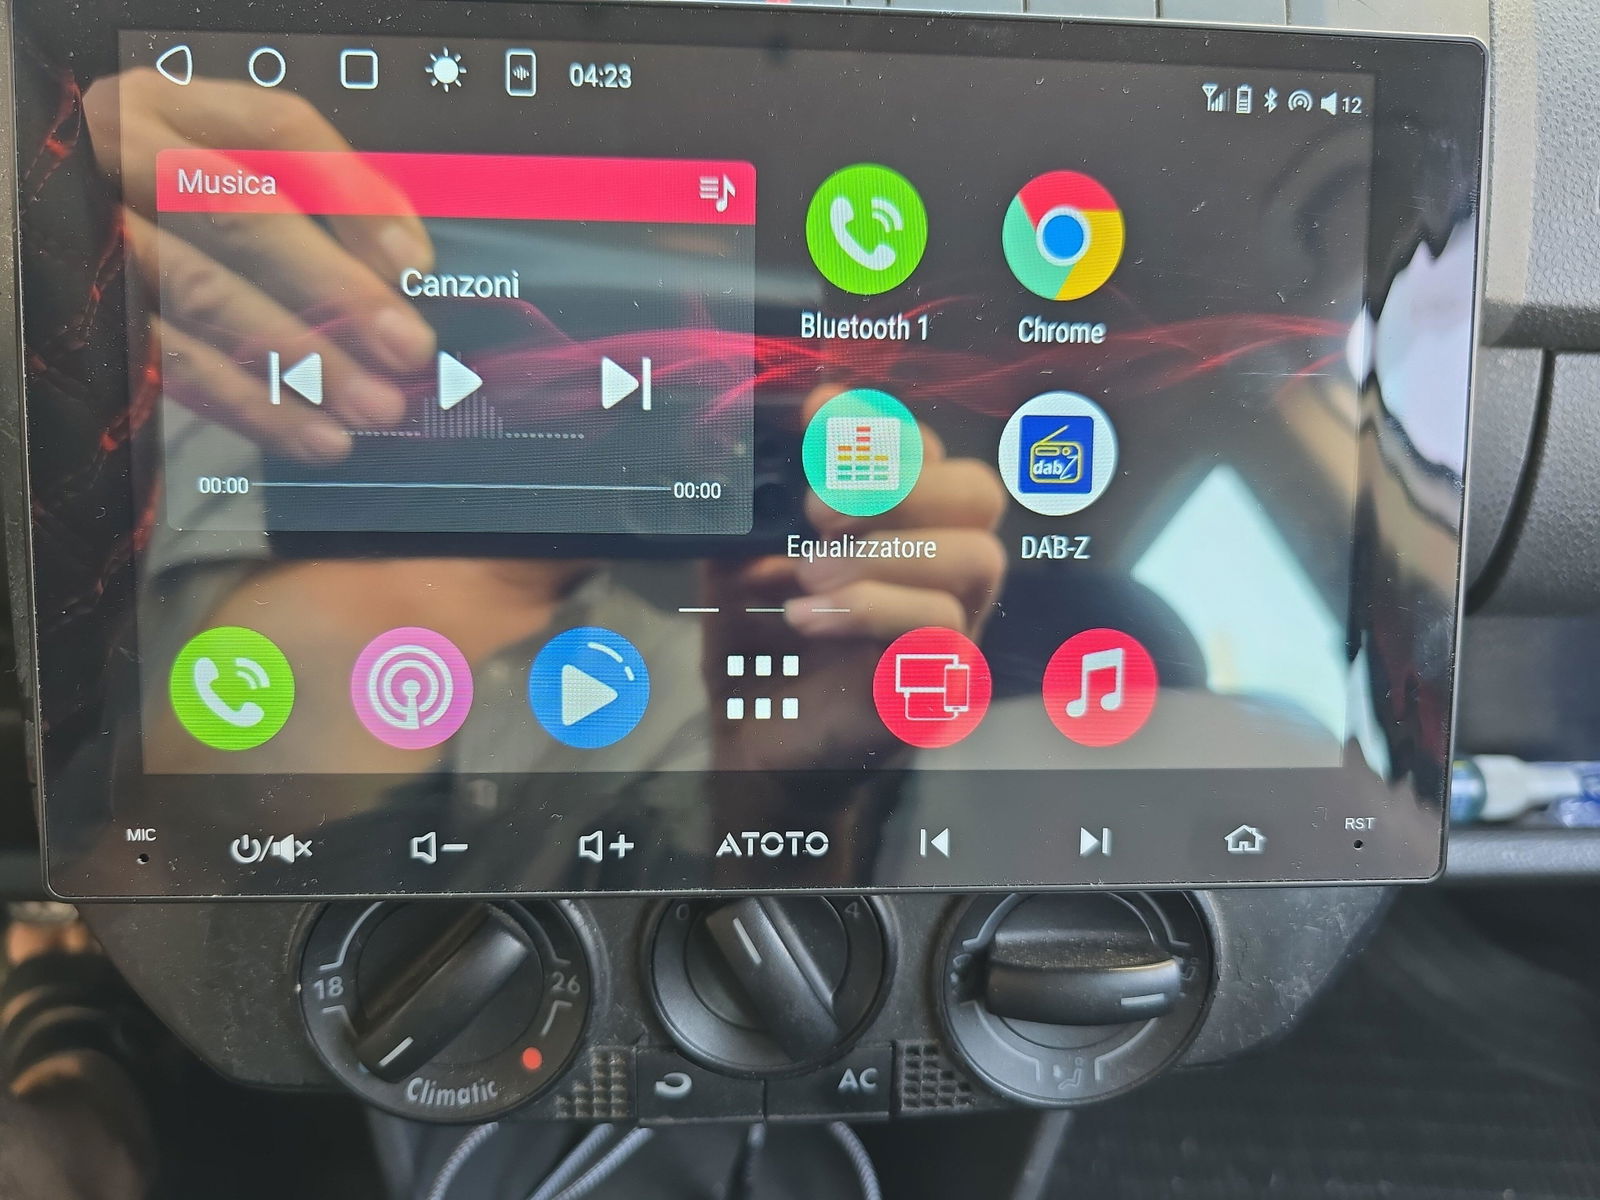 04:23
12
Musica
Canzoni
00:00
00:00
Bluetooth 1
Chrome
dabZ
Equalizzatore
DAB-Z
MIC
ATOTO
RST
18
26
Climatic
0
4
AC